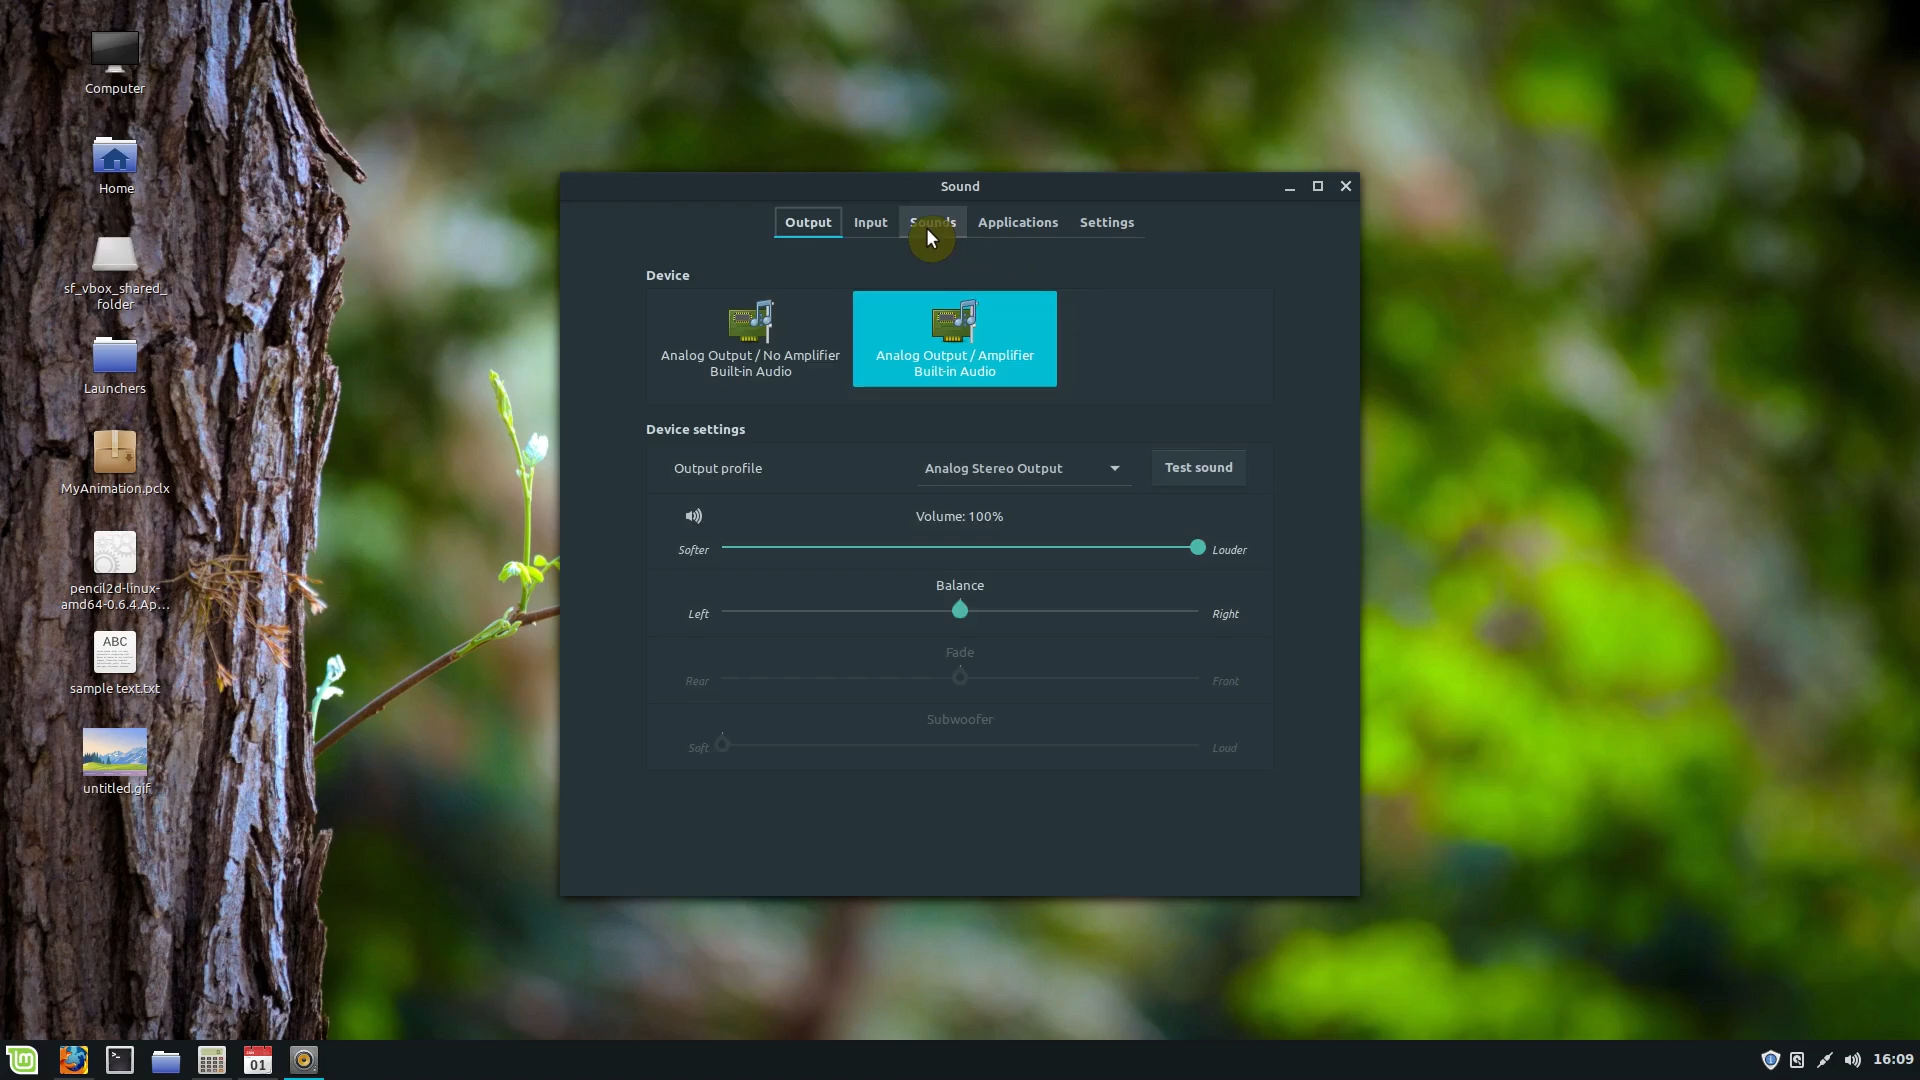 Computer
Home
sf_vbox_shared_
folder
Launchers
MyAnimation.pclx
pencil2d-linux-
amd64-0.6.4.Ap...
ABC
sample text.txt
untitled.gif
Sound
Output Input Sounds Applications Settings
Device
Analog Output / No Amplifier
Built-in Audio
Analog Output / Amplifier
Built-in Audio
Device settings
Output profile Analog Stereo Output Test sound
Volume: 100%
Softer Louder
Balance
Left Right
Fade
Rear Front
Subwoofer
Soft Loud
01
16:09